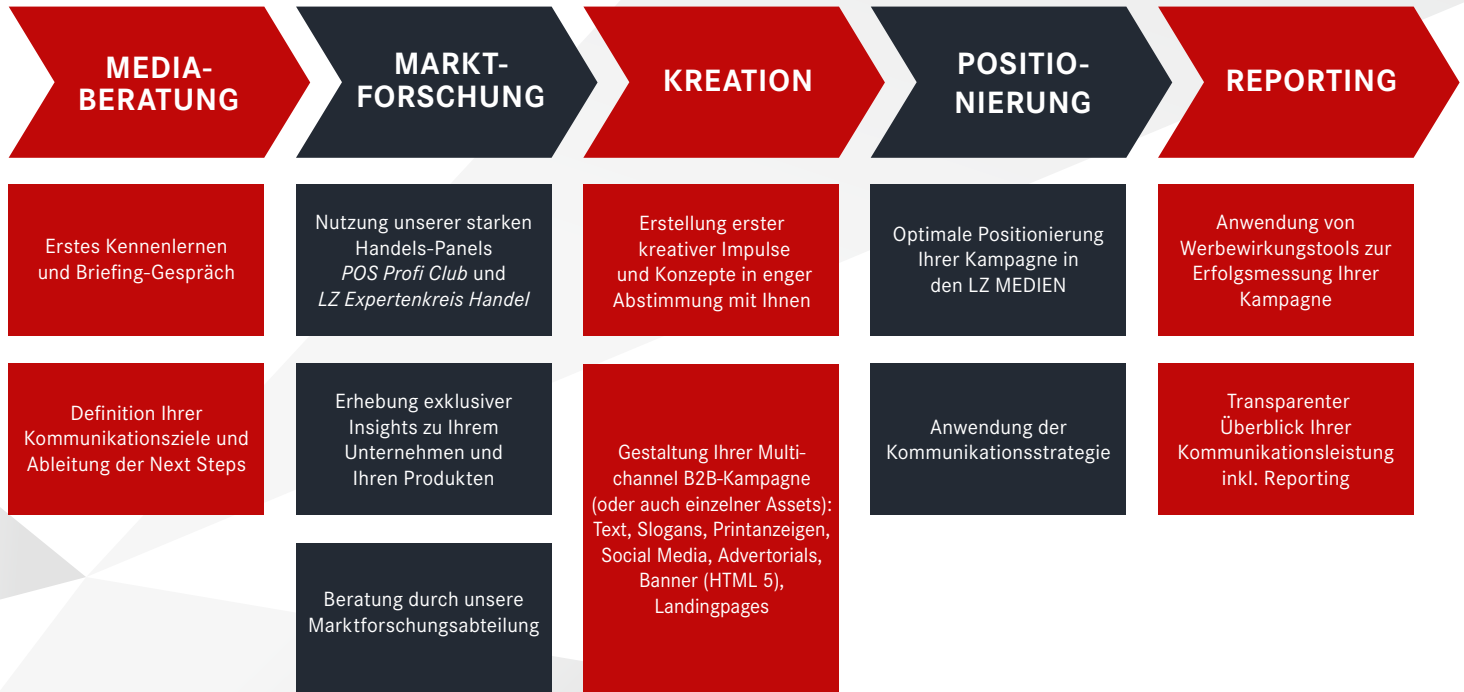 MEDIA-
BERATUNG
MARKT-
FORSCHUNG
KREATION
POSITIO-
NIERUNG
REPORTING
Erstes Kennenlernen
und Briefing-Gespräch
Definition Ihrer
Kommunikationsziele und
Ableitung der Next Steps
Nutzung unserer starken
Handels-Panels
POS Profi Club und
LZ Expertenkreis Handel
Erhebung exklusiver
Insights zu Ihrem
Unternehmen und
Ihren Produkten
Beratung durch unsere
Marktforschungsabteilung
Erstellung erster
kreativer Impulse
und Konzepte in enger
Abstimmung mit Ihnen
Gestaltung Ihrer Multi-
channel B2B-Kampagne
(oder auch einzelner Assets):
Text, Slogans, Printanzeigen,
Social Media, Advertorials,
Banner (HTML 5),
Landingpages
Optimale Positionierung
Ihrer Kampagne in
den LZ MEDIEN
Anwendung der
Kommunikationsstrategie
Anwendung von
Werbewirkungstools zur
Erfolgsmessung Ihrer
Kampagne
Transparenter
Überblick Ihrer
Kommunikationsleistung
inkl. Reporting